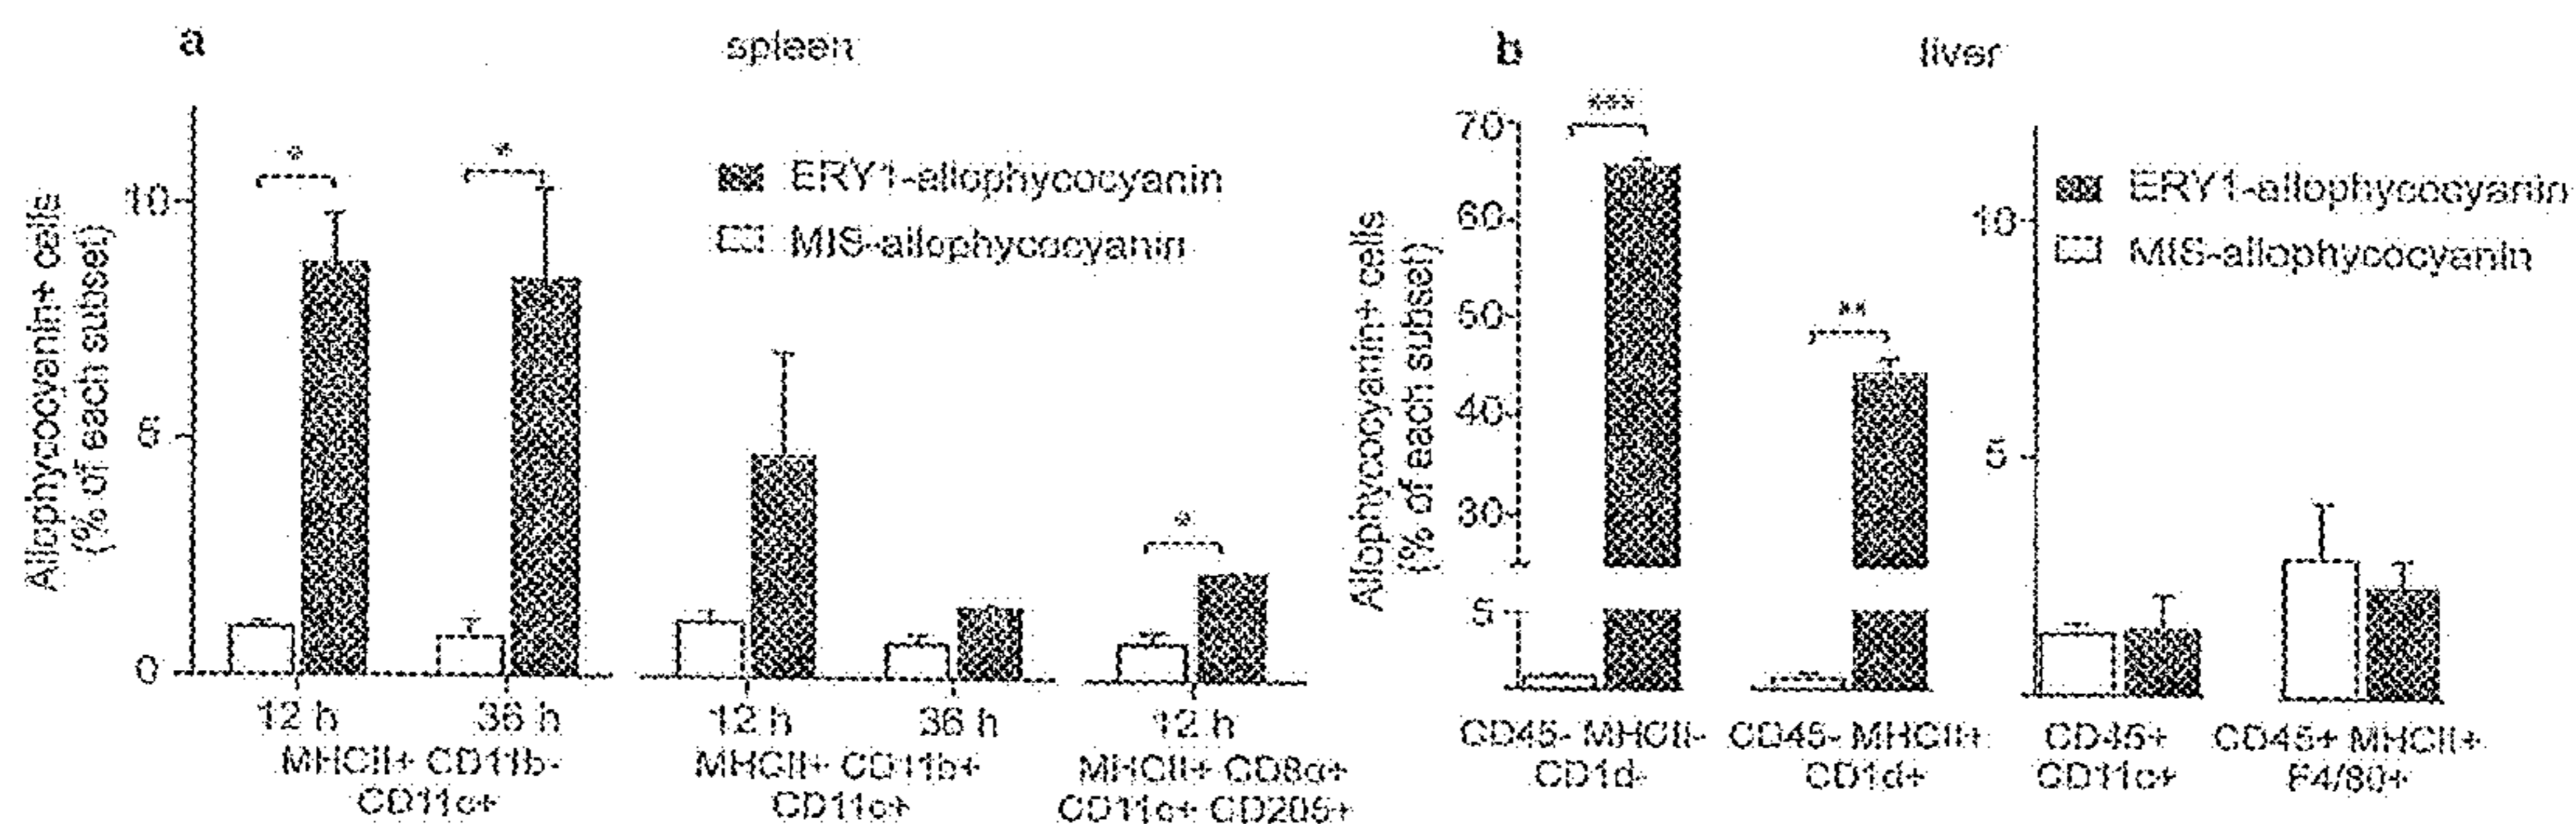 a
spleen
Allophycocyanin+ cells
(% of each subset)
10
5
0
*
*
*
ERY1-allophycocyanin
MIS-allophycocyanin
12 h
36 h
12 h
36 h
12 h
MHCII+ CD11b-
CD11c+
MHCII+ CD11b+
CD11c+
MHCII+ CD8α+
CD11c+ CD205+
b
liver
Allophycocyanin+ cells
(% of each subset)
70
60
50
40
30
5
***
**
10
5
ERY1-allophycocyanin
MIS-allophycocyanin
CD45- MHCII-
CD1d-
CD45- MHCII+
CD1d+
CD45+
CD11c+
CD45+ MHCII+
F4/80+